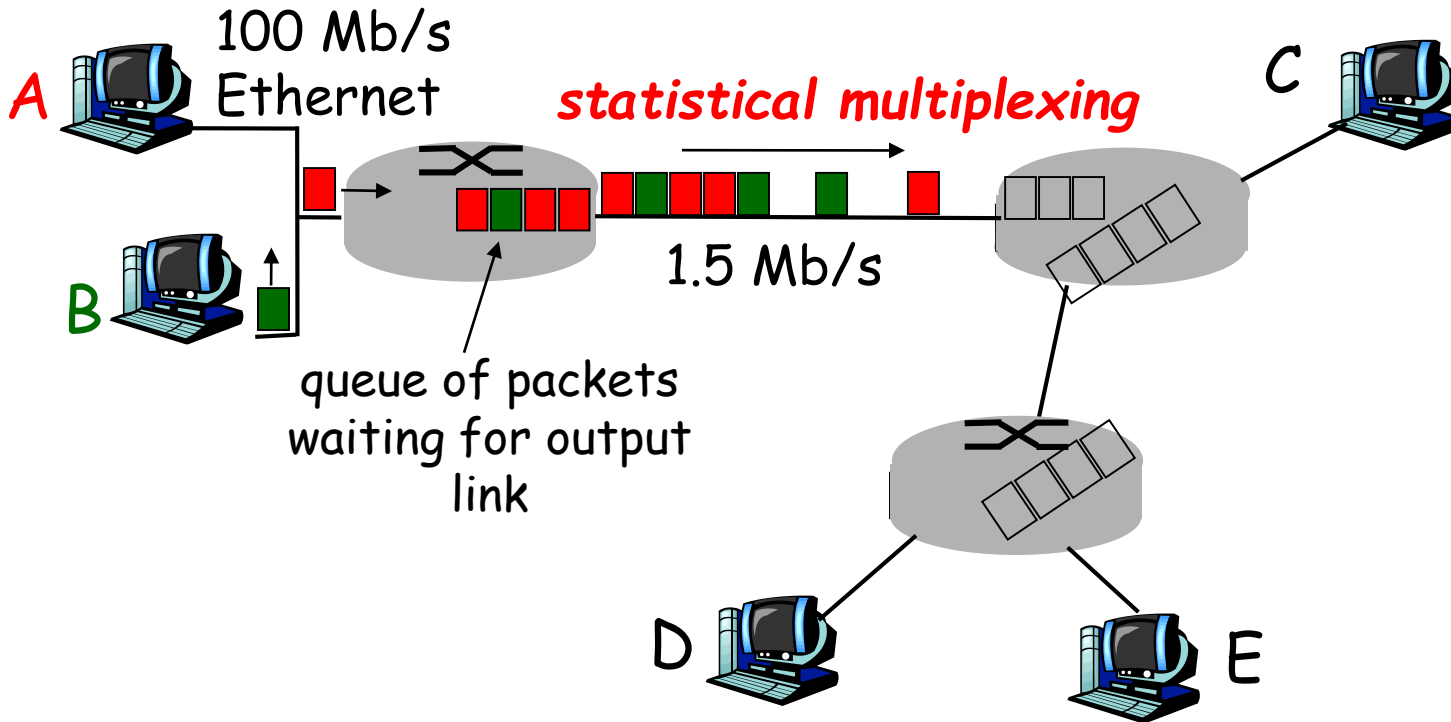 100 Mb/s
Ethernet
A
statistical multiplexing
C
1.5 Mb/s
B
queue of packets
waiting for output
link
D
E